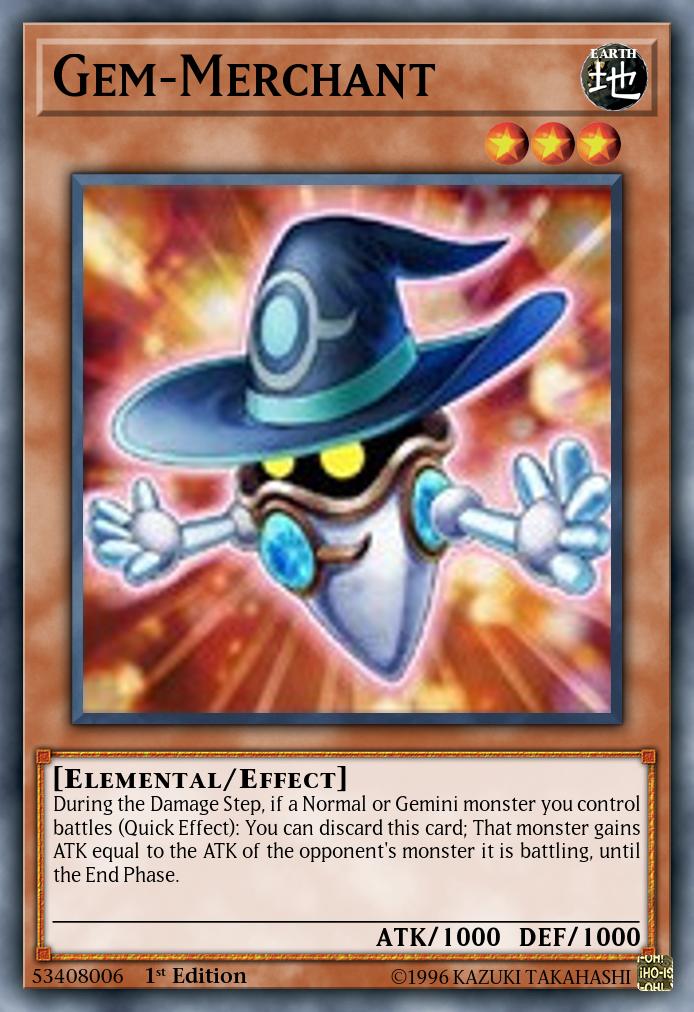 GEM-MERCHANT
EARTH
地
[ELEMENTAL/EFFECT]
During the Damage Step, if a Normal or Gemini monster you control
battles (Quick Effect): You can discard this card; That monster gains
ATK equal to the ATK of the opponent's monster it is battling, until
the End Phase.
ATK/1000 DEF/1000
53408006 1st Edition ©1996 KAZUKI TAKAHASHI